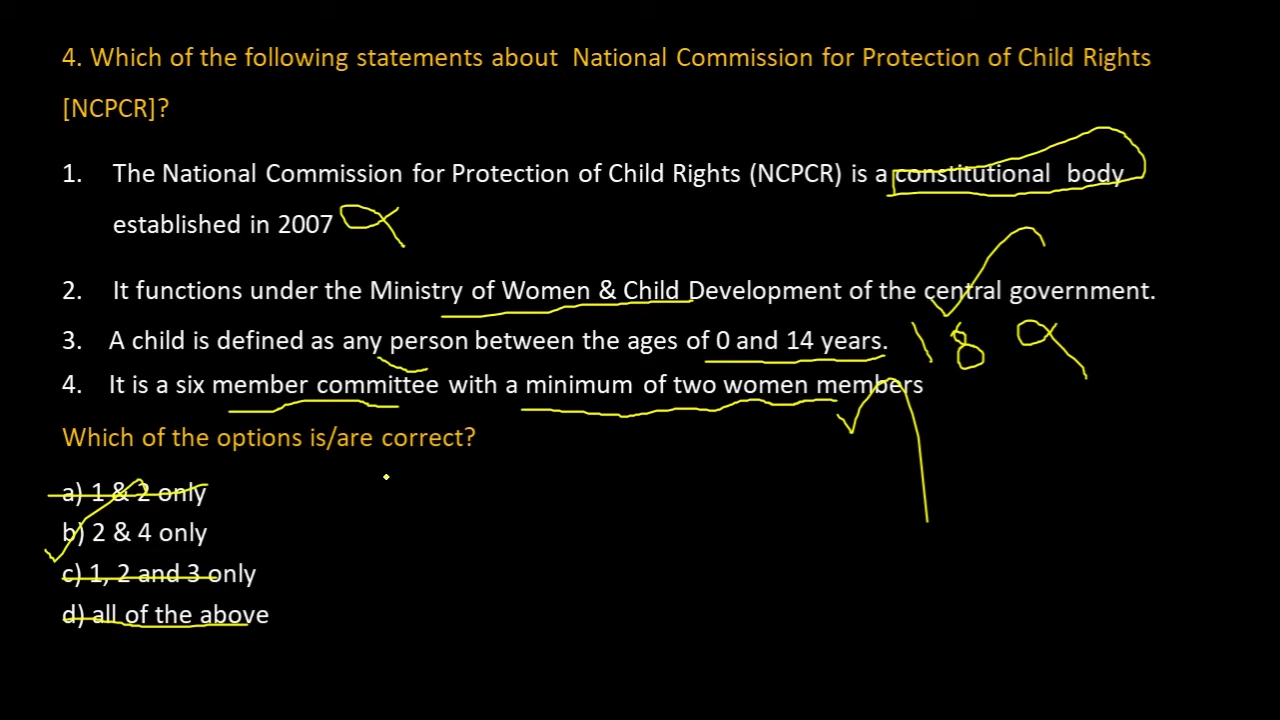 4. Which of the following statements about National Commission for Protection of Child Rights
[NCPCR]?
1. The National Commission for Protection of Child Rights (NCPCR) is a constitutional body
established in 2007
2. It functions under the Ministry of Women & Child Development of the central government.
3. A child is defined as any person between the ages of 0 and 14 years. 18
4. It is a six member committee with a minimum of two women members
Which of the options is/are correct?
a) 1 & 2 only
b) 2 & 4 only
c) 1, 2 and 3 only
d) all of the above